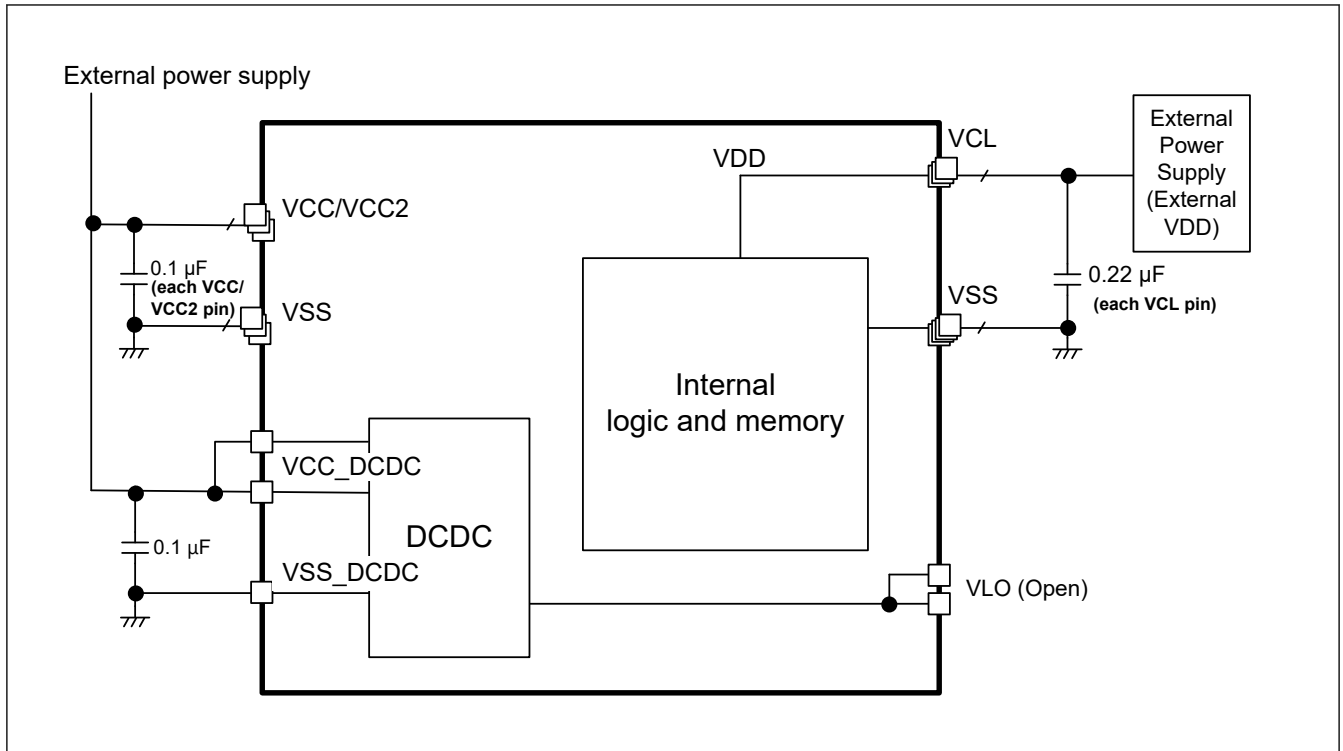 External power supply
VCC/VCC2
0.1 µF
(each VCC/
VCC2 pin)
VSS
VCC_DCDC
0.1 µF
VSS_DCDC
DCDC
VDD
Internal
logic and memory
VCL
VSS
0.22 µF
(each VCL pin)
External
Power
Supply
(External
VDD)
VLO (Open)